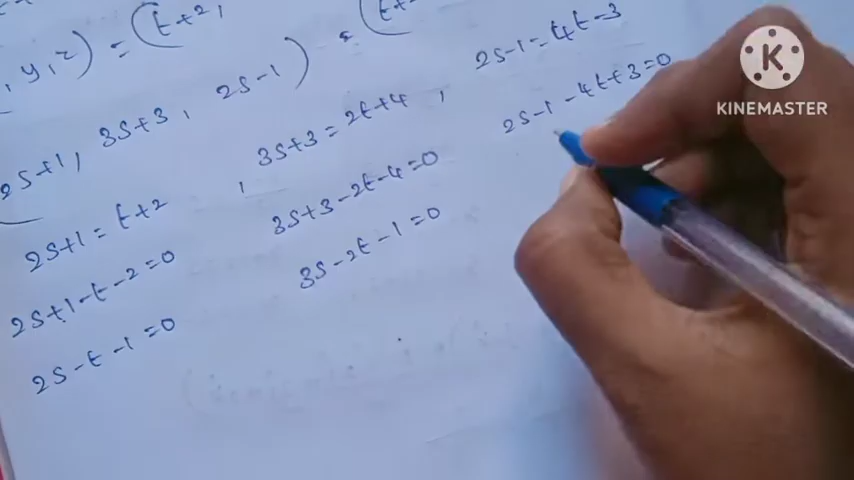 , y, z) = (t+2,
= (t+
2s+1, 3s+3, 2s-1)
2s+1 = t+2 , 3s+3 = 2t+4 , 2s-1 = 4t-3
2s+1-t-2=0 3s+3-2t-4=0 2s-1-4t+3=0
2s-t-1=0 3s-2t-1=0
K
KINEMASTER